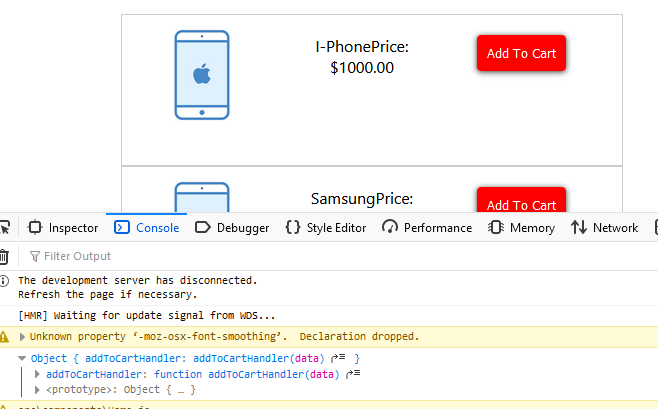 I-PhonePrice:
$1000.00
Add To Cart
SamsungPrice:
Add To Cart
Inspector Console Debugger Style Editor Performance Memory Network
Filter Output
The development server has disconnected.
Refresh the page if necessary.
[HMR] Waiting for update signal from WDS...
Unknown property ‘-moz-osx-font-smoothing’. Declaration dropped.
Object { addToCartHandler: addToCartHandler(data) }
addToCartHandler: function addToCartHandler(data)
<prototype>: Object { … }